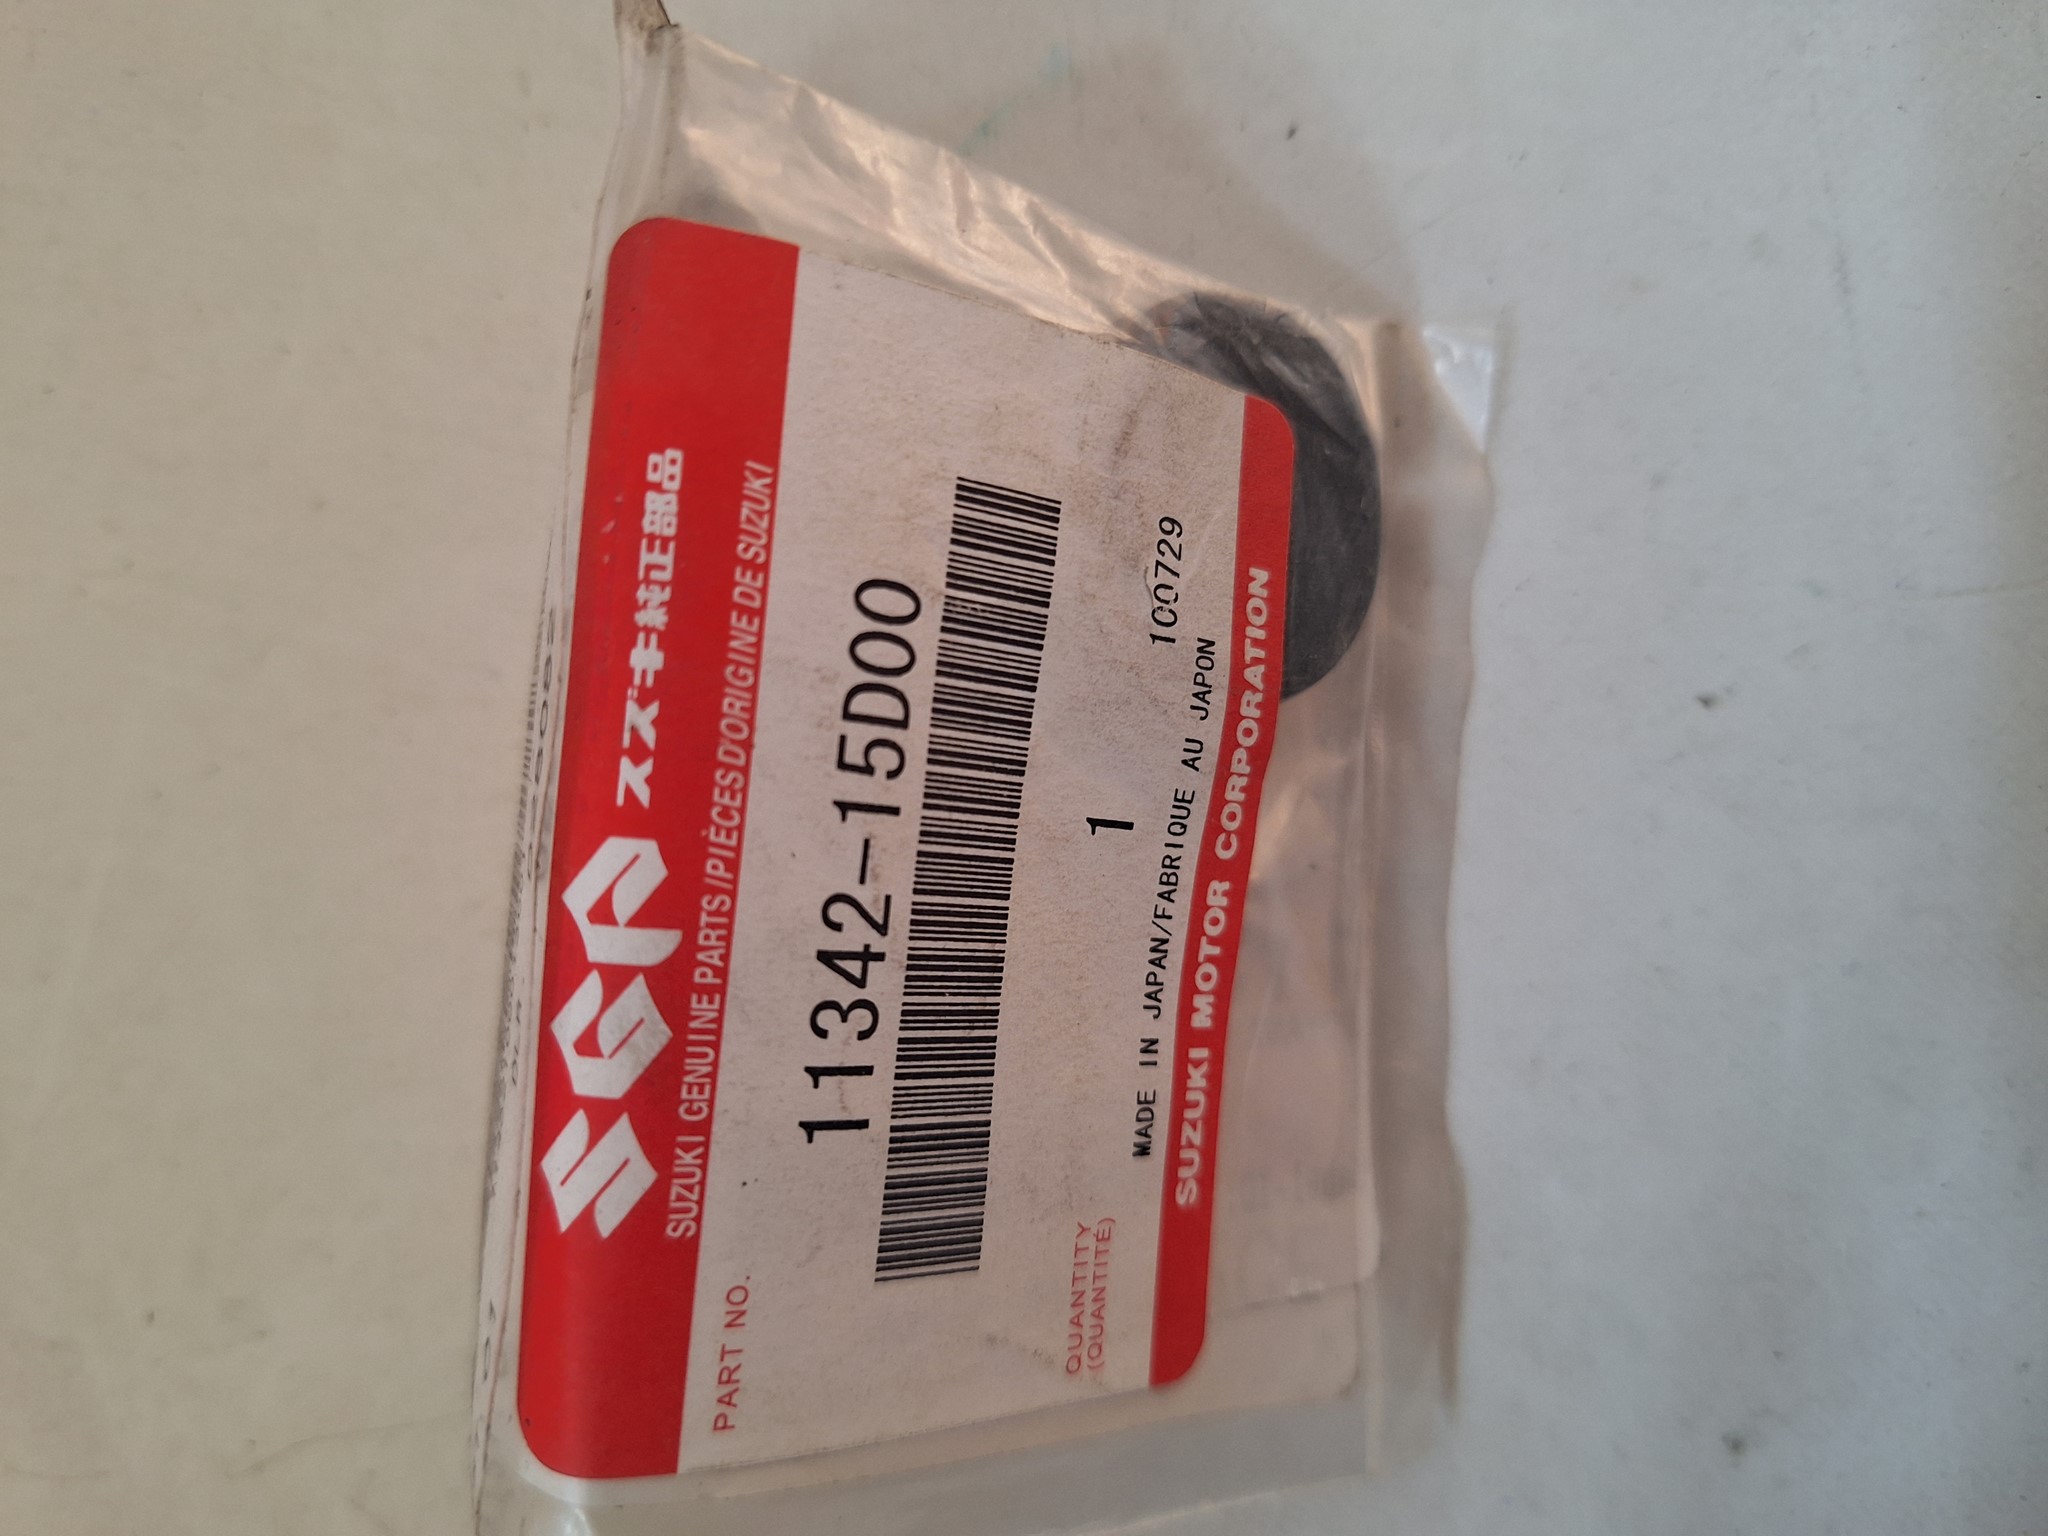 SGP スズキ純正部品
SUZUKI GENUINE PARTS/PIÈCES D'ORIGINE DE SUZUKI
PART NO.
11342-15D00
QUANTITY
(QUANTITÉ)
1
100729
MADE IN JAPAN/FABRIQUE AU JAPON
SUZUKI MOTOR CORPORATION